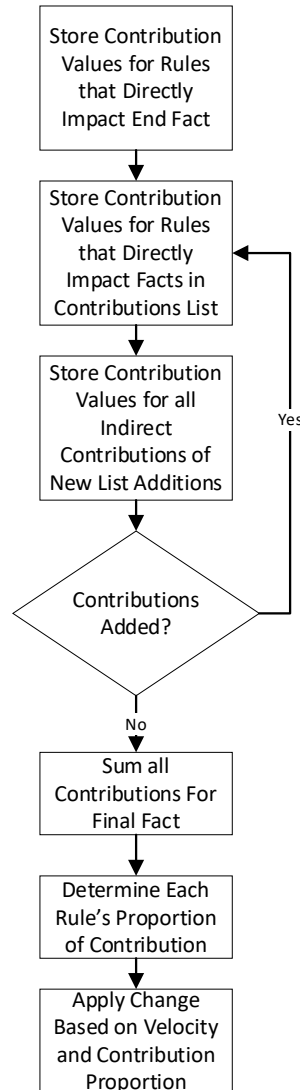 Store Contribution
Values for Rules
that Directly
Impact End Fact
Store Contribution
Values for Rules
that Directly
Impact Facts in
Contributions List
Store Contribution
Values for all
Indirect
Contributions of
New List Additions
Yes
Contributions
Added?
No
Sum all
Contributions For
Final Fact
Determine Each
Rule's Proportion
of Contribution
Apply Change
Based on Velocity
and Contribution
Proportion